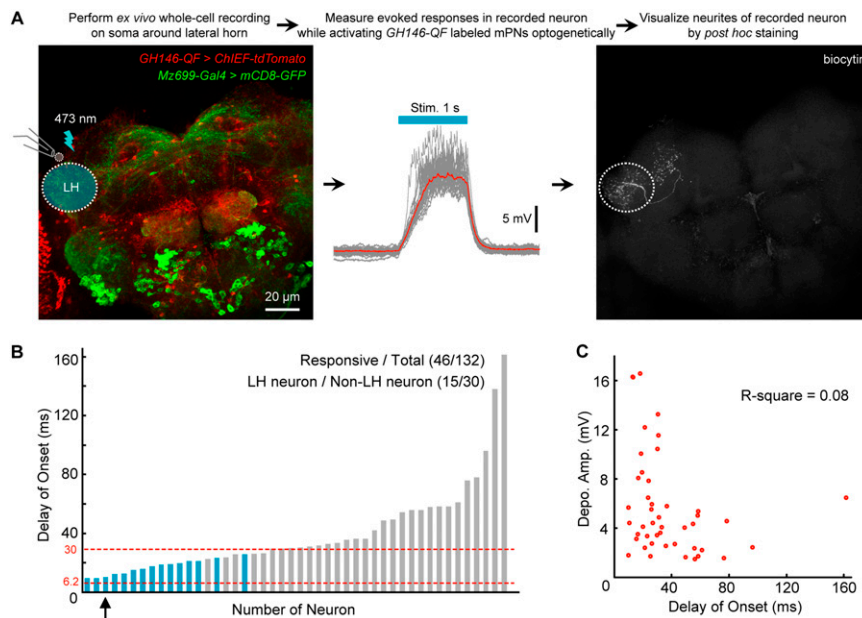 A
Perform ex vivo whole-cell recording
on soma around lateral horn
Measure evoked responses in recorded neuron
while activating GH146-QF labeled mPNs optogenetically
Visualize neurites of recorded neuron
by post hoc staining
GH146-QF > ChIEF-tdTomato
Mz699-Gal4 > mCD8-GFP
473 nm
LH
20 μm
Stim. 1 s
5 mV
biocytin
B
Responsive / Total (46/132)
LH neuron / Non-LH neuron (15/30)
Delay of Onset (ms)
160
120
80
40
30
6.2
0
Number of Neuron
C
R-square = 0.08
Depo. Amp. (mV)
16
12
8
4
0
0 40 80 120 160
Delay of Onset (ms)